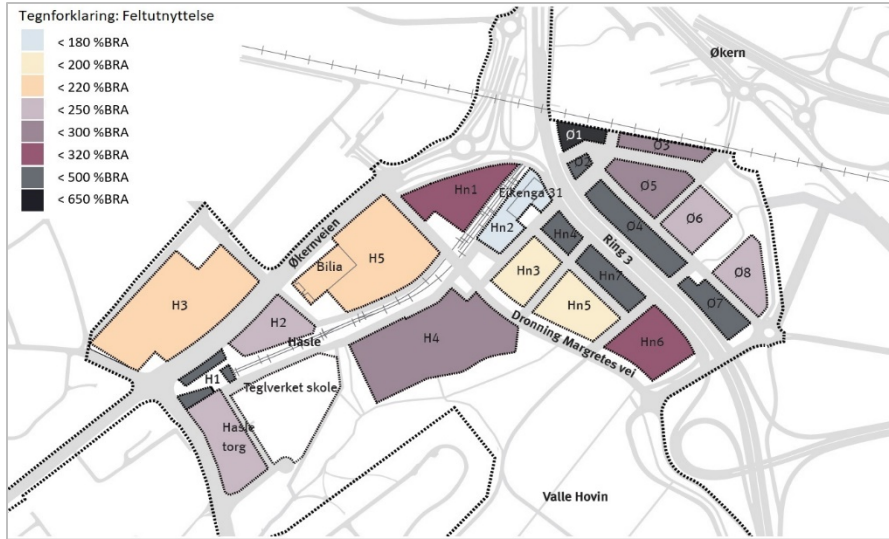 Tegnforklaring: Feltutnyttelse
< 180 %BRA
< 200 %BRA
< 220 %BRA
< 250 %BRA
< 300 %BRA
< 320 %BRA
< 500 %BRA
< 650 %BRA
Økern
Ø1
Ø2
Ø3
Ø5
Ø6
Ø4
Ø8
Ø7
Ring 3
Hn1
Eikenga 31
Hn2
Hn4
Hn7
Hn3
Hn5
Hn6
Dronning Margretes vei
Økernveien
Bilia
H5
H3
H2
Hasle
H4
H1
Teglverket skole
Hasle
torg
Valle Hovin